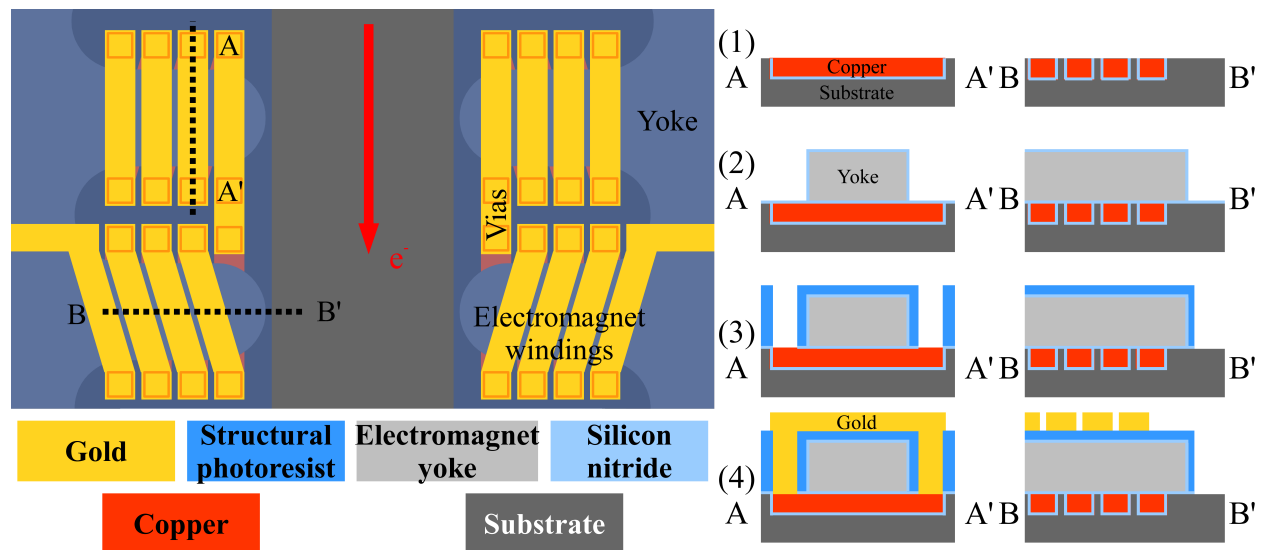 A
A'
Yoke
Vias
e-
B
B'
Electromagnet
windings
Gold
Structural
photoresist
Electromagnet
yoke
Silicon
nitride
Copper
Substrate
(1)
A
Copper
Substrate
A' B
B'
(2)
A
Yoke
A' B
B'
(3)
A
A' B
B'
(4)
A
Gold
A' B
B'